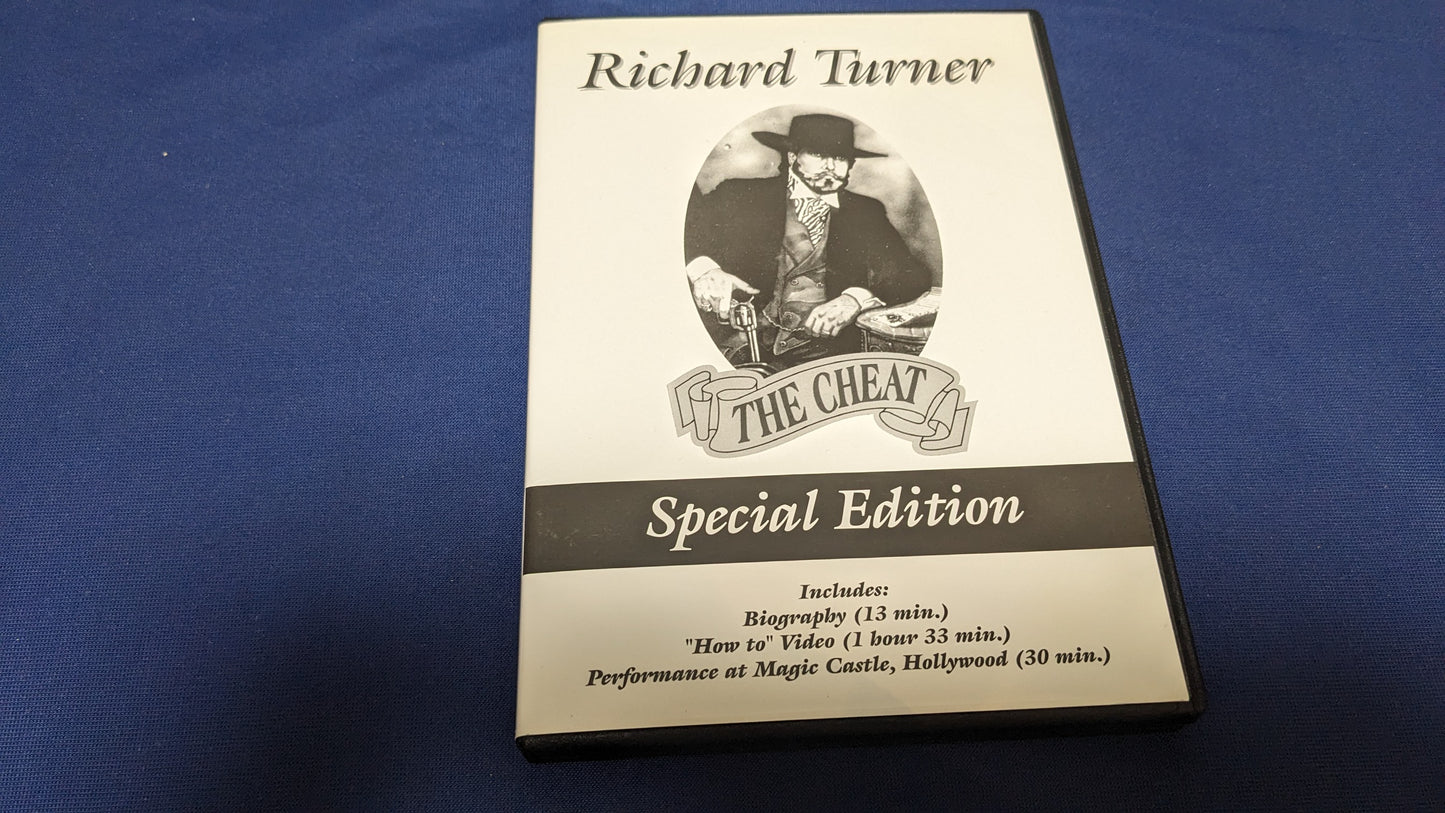 Richard Turner
THE CHEAT
Special Edition
Includes:
Biography (13 min.)
"How to" Video (1 hour 33 min.)
Performance at Magic Castle, Hollywood (30 min.)